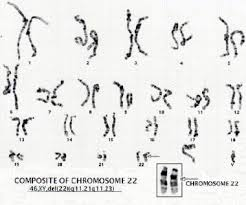 1 2 3 4 5
6 7 8 9 10 11 12
13 14 15 16 17 18
19 20 21 22
COMPOSITE OF CHROMOSOME 22
46,XY,del(22)(q11.21q11.23)
CHROMOSOME 22